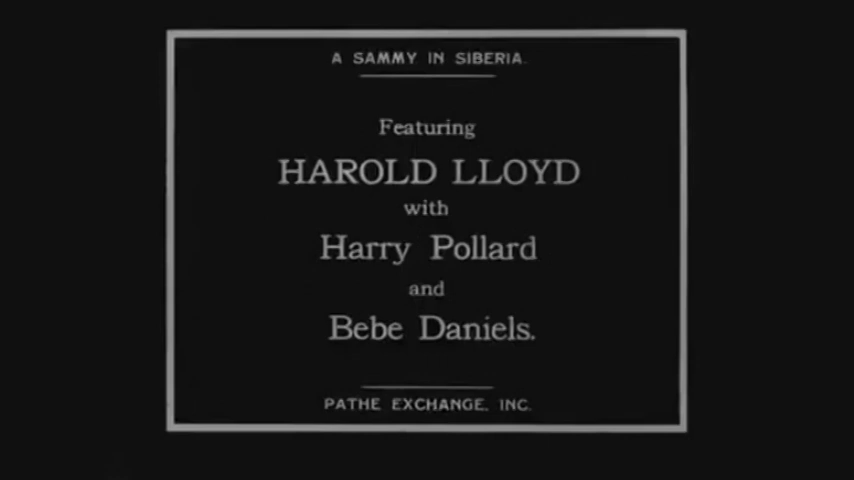 A SAMMY IN SIBERIA.
Featuring
HAROLD LLOYD
with
Harry Pollard
and
Bebe Daniels.
PATHE EXCHANGE, INC.